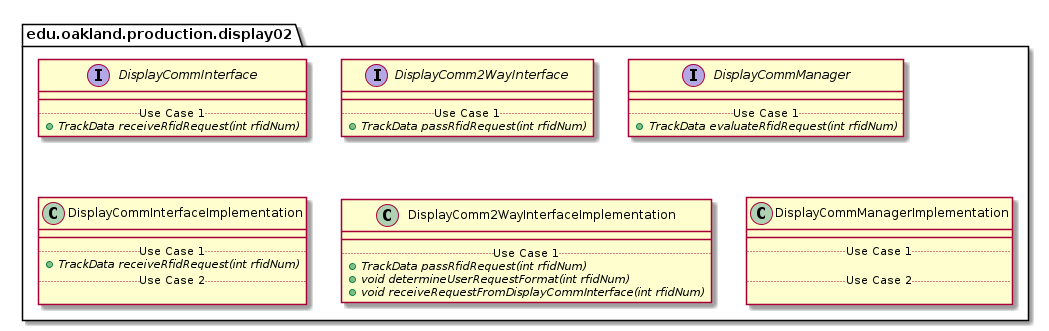 edu.oakland.production.display02
I DisplayCommInterface
Use Case 1
TrackData receiveRfidRequest(int rfidNum)
I DisplayComm2WayInterface
Use Case 1
TrackData passRfidRequest(int rfidNum)
I DisplayCommManager
Use Case 1
TrackData evaluateRfidRequest(int rfidNum)
C DisplayCommInterfaceImplementation
Use Case 1
TrackData receiveRfidRequest(int rfidNum)
Use Case 2
C DisplayComm2WayInterfaceImplementation
Use Case 1
TrackData passRfidRequest(int rfidNum)
void determineUserRequestFormat(int rfidNum)
void receiveRequestFromDisplayCommInterface(int rfidNum)
C DisplayCommManagerImplementation
Use Case 1
Use Case 2